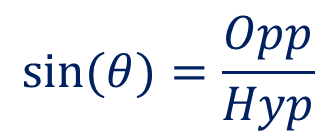 sin(θ) = Opp/Hyp